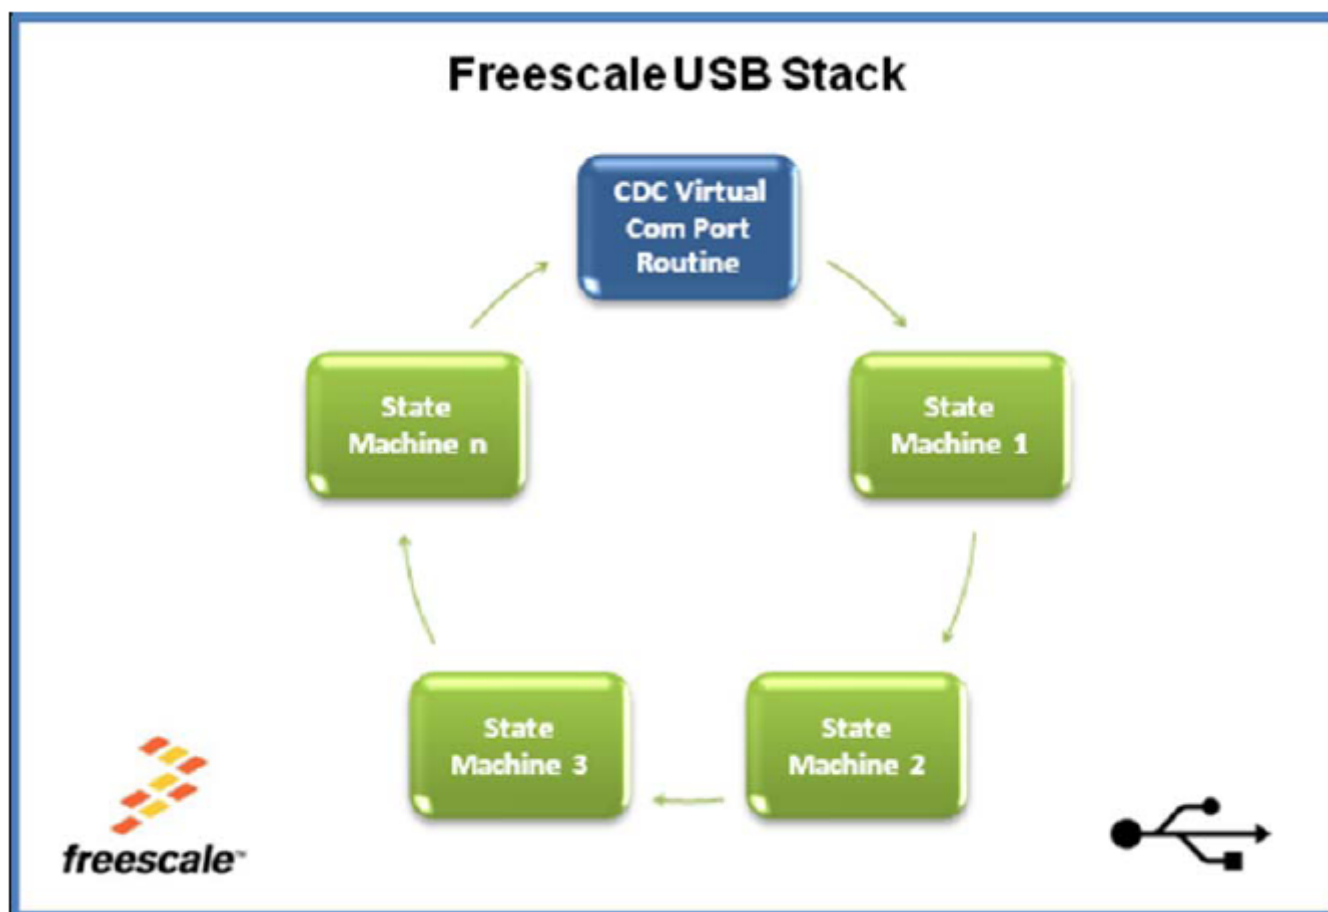 Freescale USB Stack
CDC Virtual
Com Port
Routine
State
Machine n
State
Machine 1
State
Machine 3
State
Machine 2
freescale™